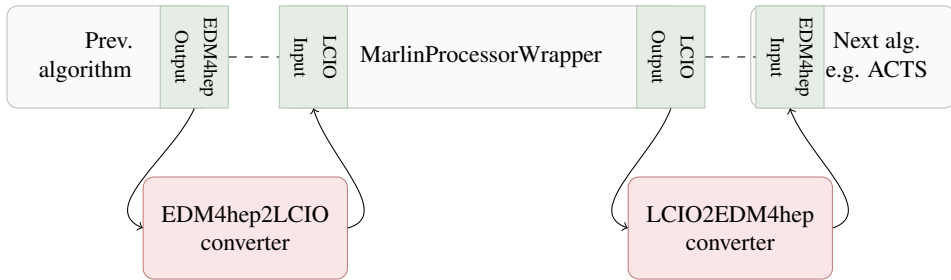 Prev.
algorithm
EDM4hep
Output
LCIO
Input
MarlinProcessorWrapper
LCIO
Output
EDM4hep
Input
Next alg.
e.g. ACTS
EDM4hep2LCIO
converter
LCIO2EDM4hep
converter